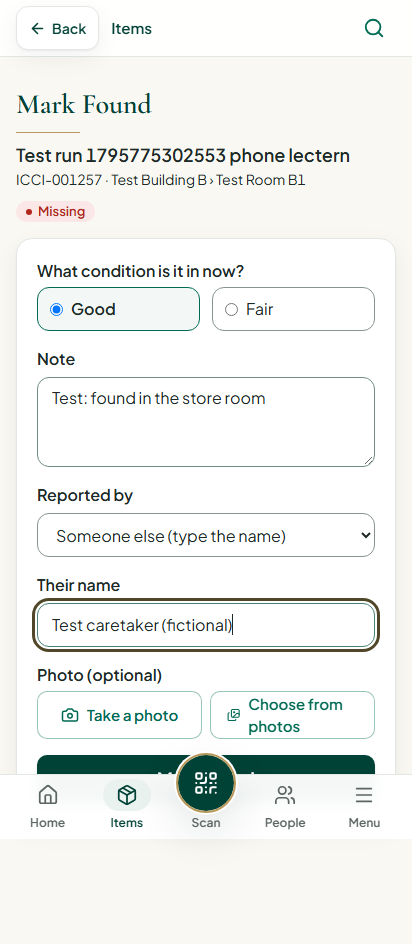 Back
Items
Mark Found
Test run 1795775302553 phone lectern
ICCI-001257 · Test Building B › Test Room B1
Missing
What condition is it in now?
Good
Fair
Note
Test: found in the store room
Reported by
Someone else (type the name)
Their name
Test caretaker (fictional)
Photo (optional)
Take a photo
Choose from
photos
Home
Items
Scan
People
Menu